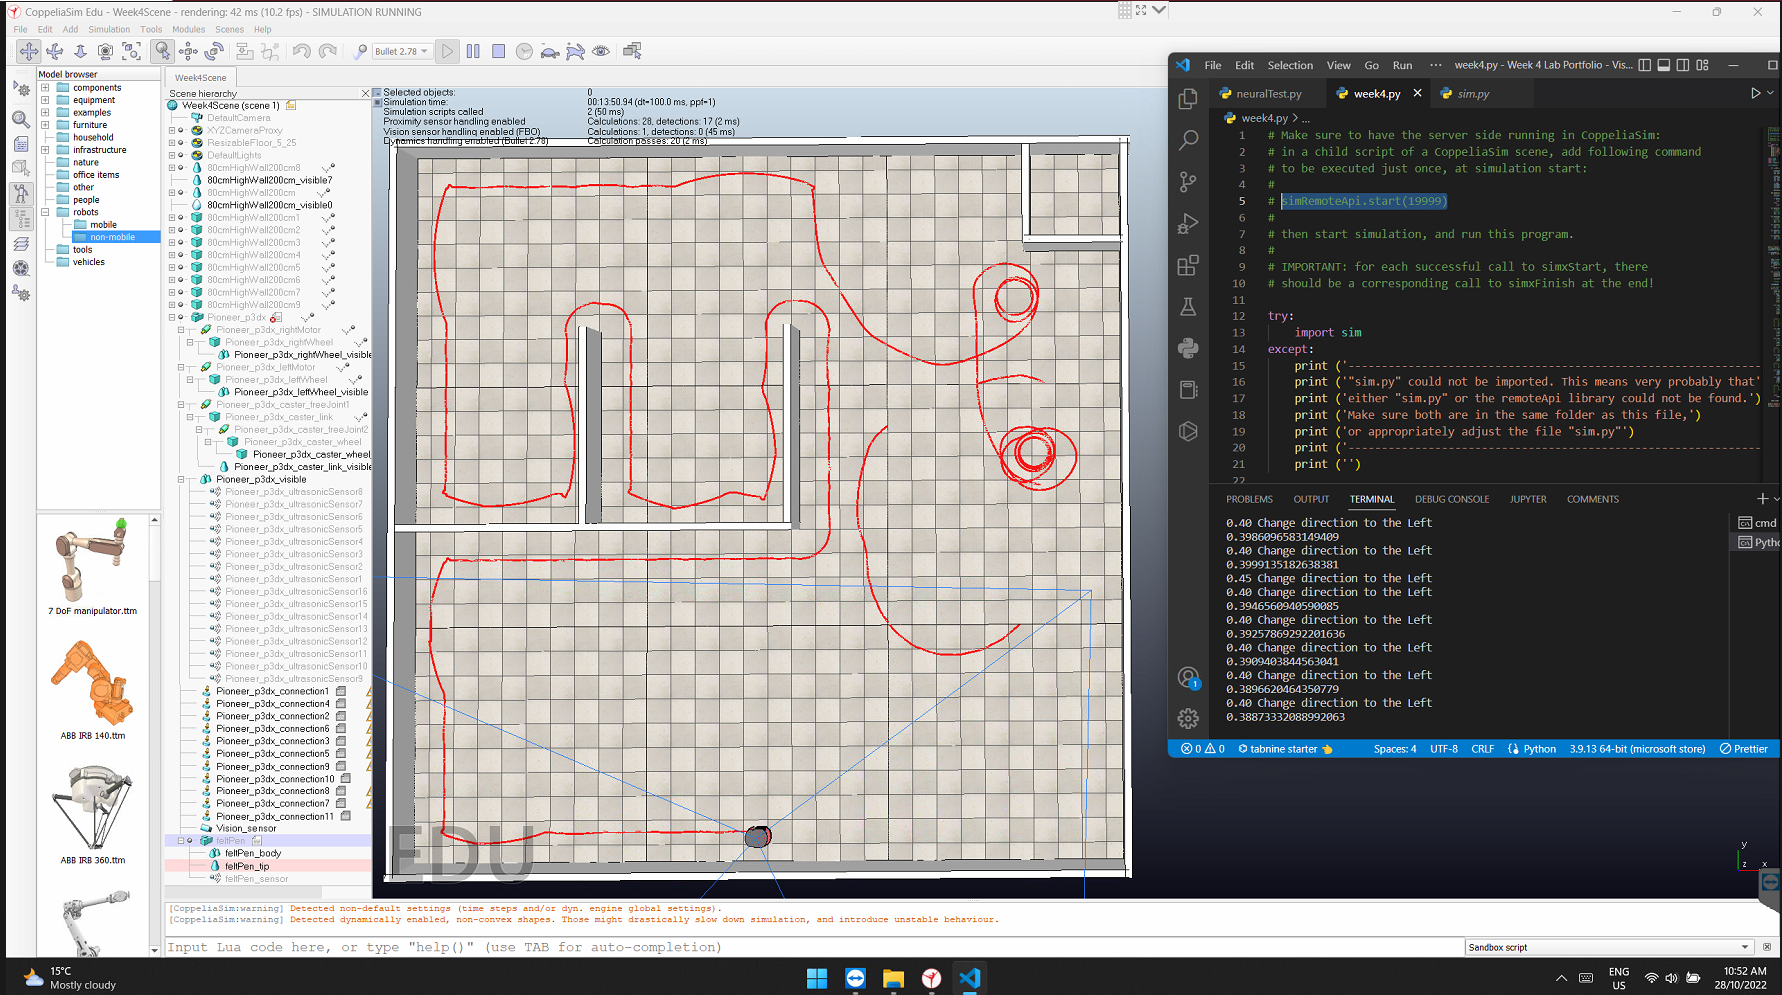 CoppeliaSim Edu - Week4Scene - rendering: 42 ms (10.2 fps) - SIMULATION RUNNING
File Edit Add Simulation Tools Modules Scenes Help
Bullet 2.78
Model browser
components
equipment
examples
furniture
household
infrastructure
nature
office items
other
people
robots
mobile
non-mobile
tools
vehicles
7 DoF manipulator.ttm
ABB IRB 140.ttm
ABB IRB 360.ttm
Week4Scene
Scene hierarchy
Week4Scene (scene 1)
DefaultCamera
XYZCameraProxy
ResizableFloor_5_25
DefaultLights
80cmHighWall200cm8
80cmHighWall200cm_visible7
80cmHighWall200cm
80cmHighWall200cm_visible0
80cmHighWall200cm1
80cmHighWall200cm2
80cmHighWall200cm3
80cmHighWall200cm4
80cmHighWall200cm5
80cmHighWall200cm6
80cmHighWall200cm7
80cmHighWall200cm9
Pioneer_p3dx
Pioneer_p3dx_rightMotor
Pioneer_p3dx_rightWheel
Pioneer_p3dx_rightWheel_visible
Pioneer_p3dx_leftMotor
Pioneer_p3dx_leftWheel
Pioneer_p3dx_leftWheel_visible
Pioneer_p3dx_caster_freeJoint1
Pioneer_p3dx_caster_link
Pioneer_p3dx_caster_freeJoint2
Pioneer_p3dx_caster_wheel
Pioneer_p3dx_caster_wheel_
Pioneer_p3dx_caster_link_visible
Pioneer_p3dx_visible
Pioneer_p3dx_ultrasonicSensor8
Pioneer_p3dx_ultrasonicSensor7
Pioneer_p3dx_ultrasonicSensor6
Pioneer_p3dx_ultrasonicSensor5
Pioneer_p3dx_ultrasonicSensor4
Pioneer_p3dx_ultrasonicSensor3
Pioneer_p3dx_ultrasonicSensor2
Pioneer_p3dx_ultrasonicSensor1
Pioneer_p3dx_ultrasonicSensor16
Pioneer_p3dx_ultrasonicSensor15
Pioneer_p3dx_ultrasonicSensor14
Pioneer_p3dx_ultrasonicSensor13
Pioneer_p3dx_ultrasonicSensor12
Pioneer_p3dx_ultrasonicSensor11
Pioneer_p3dx_ultrasonicSensor10
Pioneer_p3dx_ultrasonicSensor9
Pioneer_p3dx_connection1
Pioneer_p3dx_connection4
Pioneer_p3dx_connection2
Pioneer_p3dx_connection6
Pioneer_p3dx_connection3
Pioneer_p3dx_connection5
Pioneer_p3dx_connection9
Pioneer_p3dx_connection10
Pioneer_p3dx_connection8
Pioneer_p3dx_connection7
Pioneer_p3dx_connection11
Vision_sensor
feltPen
feltPen_body
feltPen_tip
feltPen_sensor
Selected objects: 0
Simulation time: 00:13:50.94 (dt=100.0 ms, ppf=1)
Simulation scripts called 2 (50 ms)
Proximity sensor handling enabled Calculations: 28, detections: 17 (2 ms)
Vision sensor handling enabled (FBO) Calculations: 1, detections: 0 (45 ms)
Dynamics handling enabled (Bullet 2.78) Calculation passes: 20 (2 ms)
EDU
y
z x
[CoppeliaSim:warning] Detected non-default settings (time steps and/or dyn. engine global settings).
[CoppeliaSim:warning] Detected dynamically enabled, non-convex shapes. Those might drastically slow down simulation, and introduce unstable behaviour.
Input Lua code here, or type "help()" (use TAB for auto-completion)
Sandbox script
File Edit Selection View Go Run ··· week4.py - Week 4 Lab Portfolio - Vis...
neuralTest.py week4.py sim.py
week4.py > ...
1 # Make sure to have the server side running in CoppeliaSim:
2 # in a child script of a CoppeliaSim scene, add following command
3 # to be executed just once, at simulation start:
4 #
5 # simRemoteApi.start(19999)
6 #
7 # then start simulation, and run this program.
8 #
9 # IMPORTANT: for each successful call to simxStart, there
10 # should be a corresponding call to simxFinish at the end!
11
12 try:
13 import sim
14 except:
15 print ('--------------------------------------------------------------
16 print ('"sim.py" could not be imported. This means very probably that'
17 print ('either "sim.py" or the remoteApi library could not be found.')
18 print ('Make sure both are in the same folder as this file,')
19 print ('or appropriately adjust the file "sim.py"')
20 print ('--------------------------------------------------------------
21 print ('')
22
PROBLEMS OUTPUT TERMINAL DEBUG CONSOLE JUPYTER COMMENTS
0.40 Change direction to the Left
0.3986096583149409
0.40 Change direction to the Left
0.3999135182638381
0.45 Change direction to the Left
0.40 Change direction to the Left
0.3946560940590085
0.40 Change direction to the Left
0.39257869292201636
0.40 Change direction to the Left
0.3909403844563041
0.40 Change direction to the Left
0.3896620464350779
0.40 Change direction to the Left
0.38873332088992063
cmd
Pytho
1
0 0 tabnine starter Spaces: 4 UTF-8 CRLF Python 3.9.13 64-bit (microsoft store) Prettier
15°C
Mostly cloudy
ENG
US
10:52 AM
28/10/2022